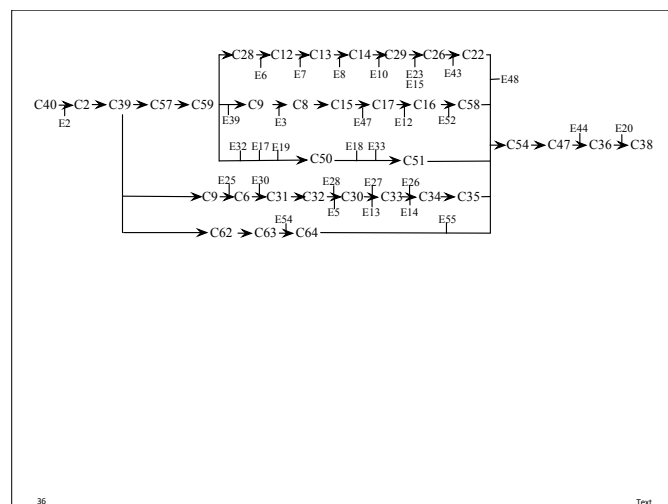 C28 C12 C13 C14 C29 C26 C22
E6 E7 E8 E10 E23 E43
E15
E48
C40 C2 C39 C57 C59 C9 C8 C15 C17 C16 C58
E2 E39 E3 E47 E12 E52
E44 E20
C54 C47 C36 C38
E32 E17 E19 E18 E33
C50 C51
E25 E30 E28 E27 E26
C9 C6 C31 C32 C30 C33 C34 C35
E5 E13 E14
E54 E55
C62 C63 C64
36 Text